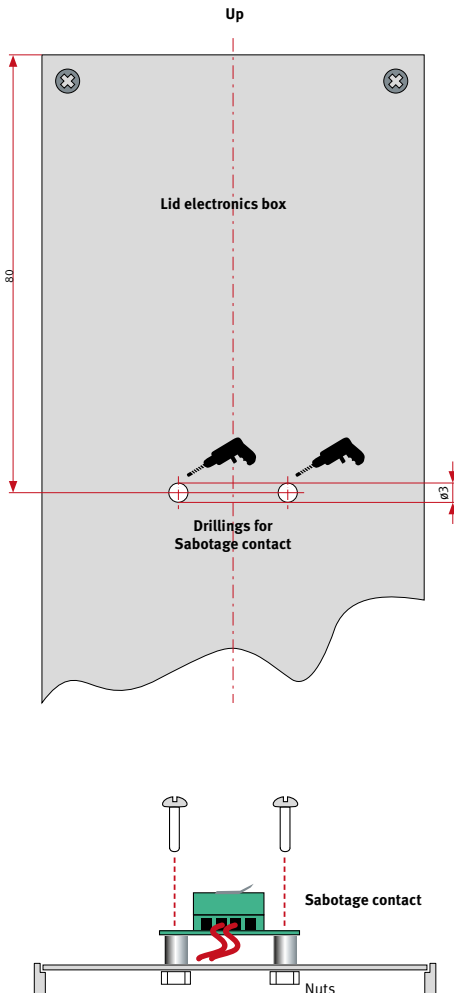 Up
Lid electronics box
80
ø3
Drillings for
Sabotage contact
Sabotage contact
Nuts